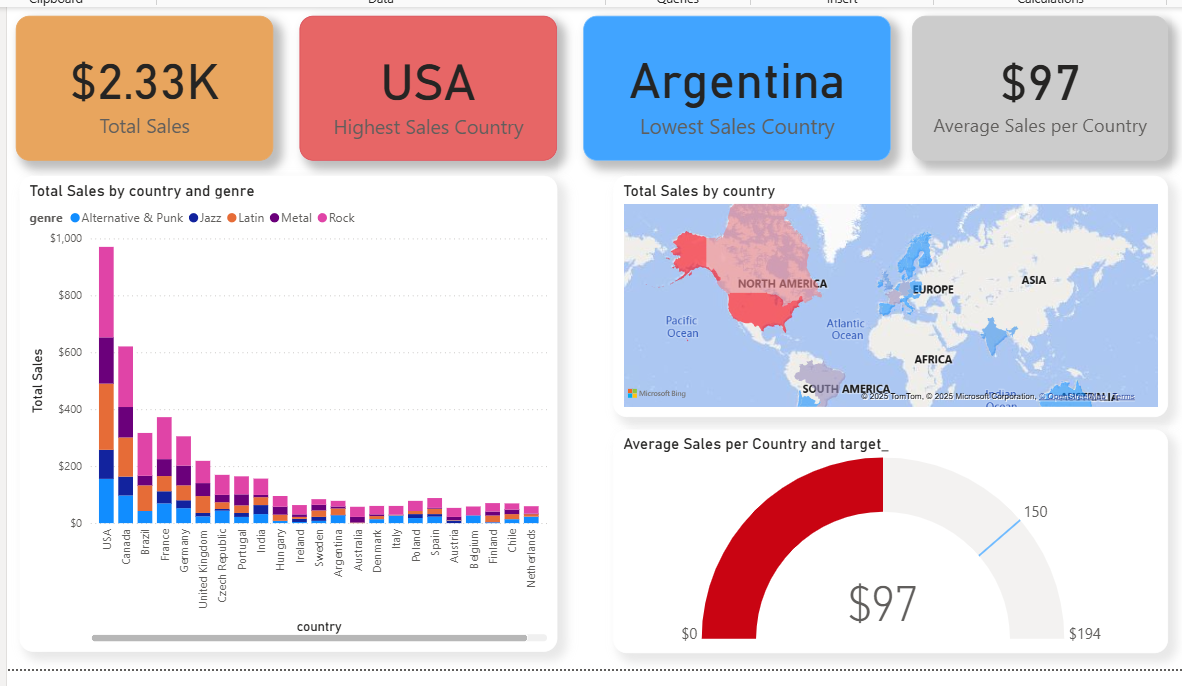 Clipboard Data Queries Insert Calculations
$2.33K
Total Sales
USA
Highest Sales Country
Argentina
Lowest Sales Country
$97
Average Sales per Country
Total Sales by country and genre
genre Alternative & Punk Jazz Latin Metal Rock
$1,000
$800
$600
$400
$200
$0
Total Sales
USA
Canada
Brazil
France
Germany
United Kingdom
Czech Republic
Portugal
India
Hungary
Ireland
Sweden
Argentina
Australia
Denmark
Italy
Poland
Spain
Austria
Belgium
Finland
Chile
Netherlands
country
Total Sales by country
NORTH AMERICA
EUROPE
ASIA
Pacific
Ocean
Atlantic
Ocean
AFRICA
SOUTH AMERICA
Indian
Ocean
AUSTRALIA
Microsoft Bing
© 2025 TomTom, © 2025 Microsoft Corporation, © OpenStreetMap Terms
Average Sales per Country and target_
150
$97
$0
$194